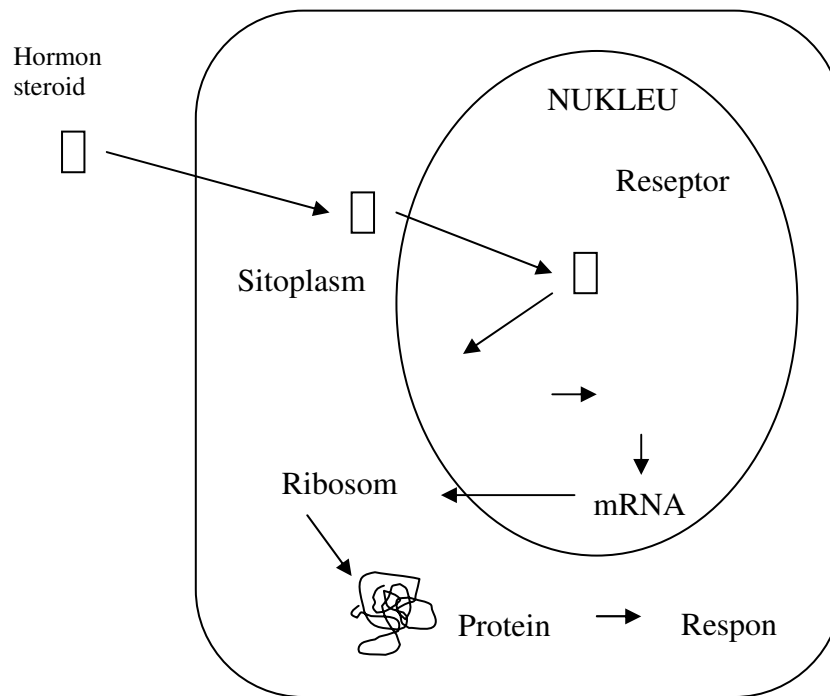 Hormon
steroid
NUKLEU
Reseptor
Sitoplasm
Ribosom
mRNA
Protein
Respon